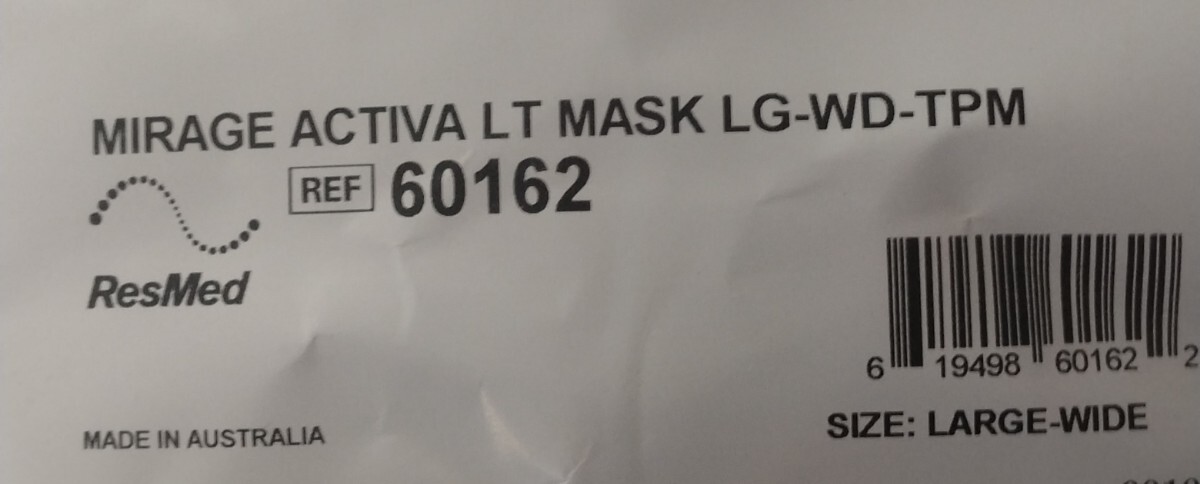 MIRAGE ACTIVA LT MASK LG-WD-TPM
REF 60162
ResMed
6 19498 60162 2
SIZE: LARGE-WIDE
MADE IN AUSTRALIA